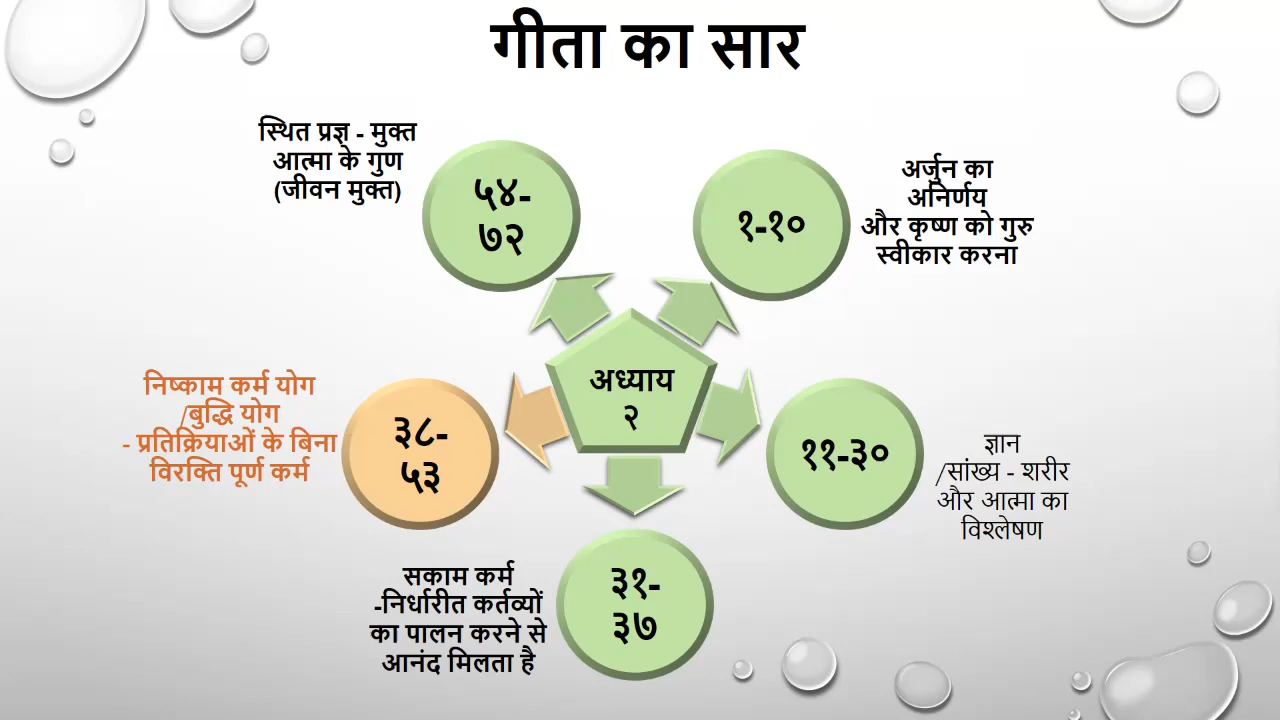 गीता का सार
स्थित प्रज्ञ - मुक्त
आत्मा के गुण
(जीवन मुक्त)
५४-
७२
१-१०
अर्जुन का
अनिर्णय
और कृष्ण को गुरु
स्वीकार करना
अध्याय
२
निष्काम कर्म योग
/बुद्धि योग
- प्रतिक्रियाओं के बिना
विरक्ति पूर्ण कर्म
३८-
५३
११-३०
ज्ञान
/सांख्य - शरीर
और आत्मा का
विश्लेषण
सकाम कर्म
-निर्धारीत कर्तव्यों
का पालन करने से
आनंद मिलता है
३१-
३७